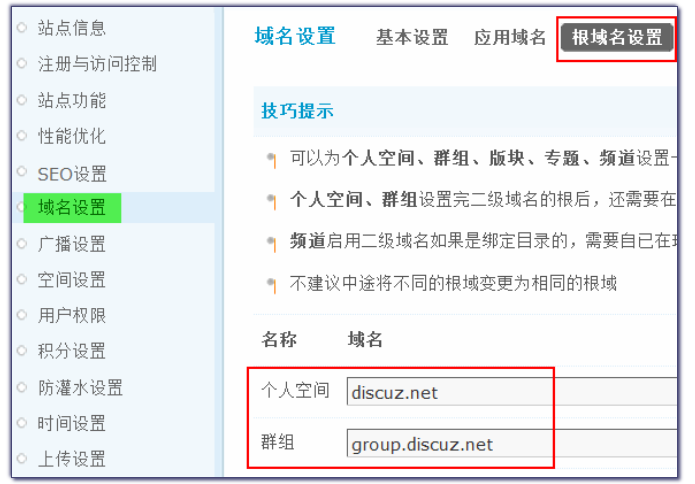 站点信息
注册与访问控制
站点功能
性能优化
SEO设置
域名设置
广播设置
空间设置
用户权限
积分设置
防灌水设置
时间设置
上传设置
域名设置 基本设置 应用域名 根域名设置
技巧提示
可以为个人空间、群组、版块、专题、频道设置
个人空间、群组设置完二级域名的根后，还需要在
频道启用二级域名如果是绑定目录的，需要自已在
不建议中途将不同的根域变更为相同的根域
名称 域名
个人空间 discuz.net
群组 group.discuz.net